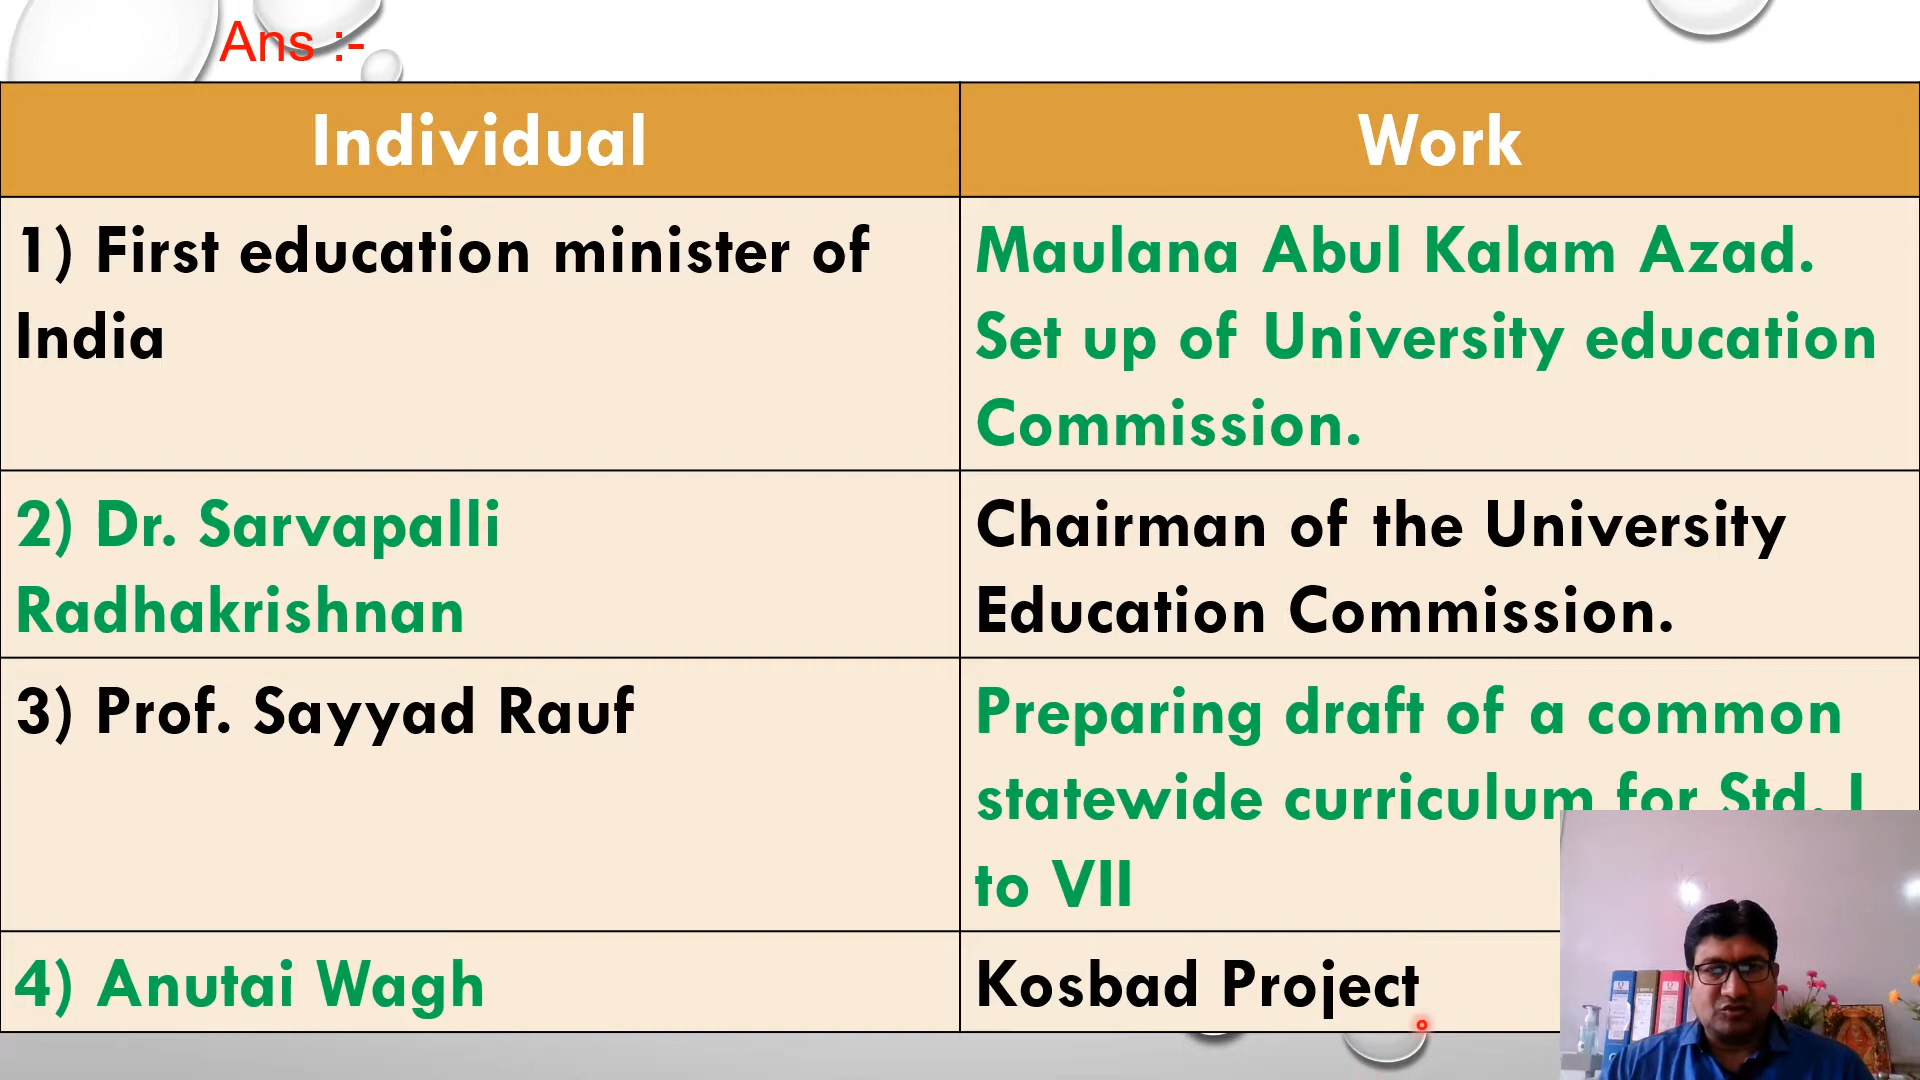 Ans :-
Individual
Work
1) First education minister of
India
Maulana Abul Kalam Azad.
Set up of University education
Commission.
2) Dr. Sarvapalli
Radhakrishnan
Chairman of the University
Education Commission.
3) Prof. Sayyad Rauf
Preparing draft of a common
statewide curriculum for Std. I
to VII
4) Anutai Wagh
Kosbad Project